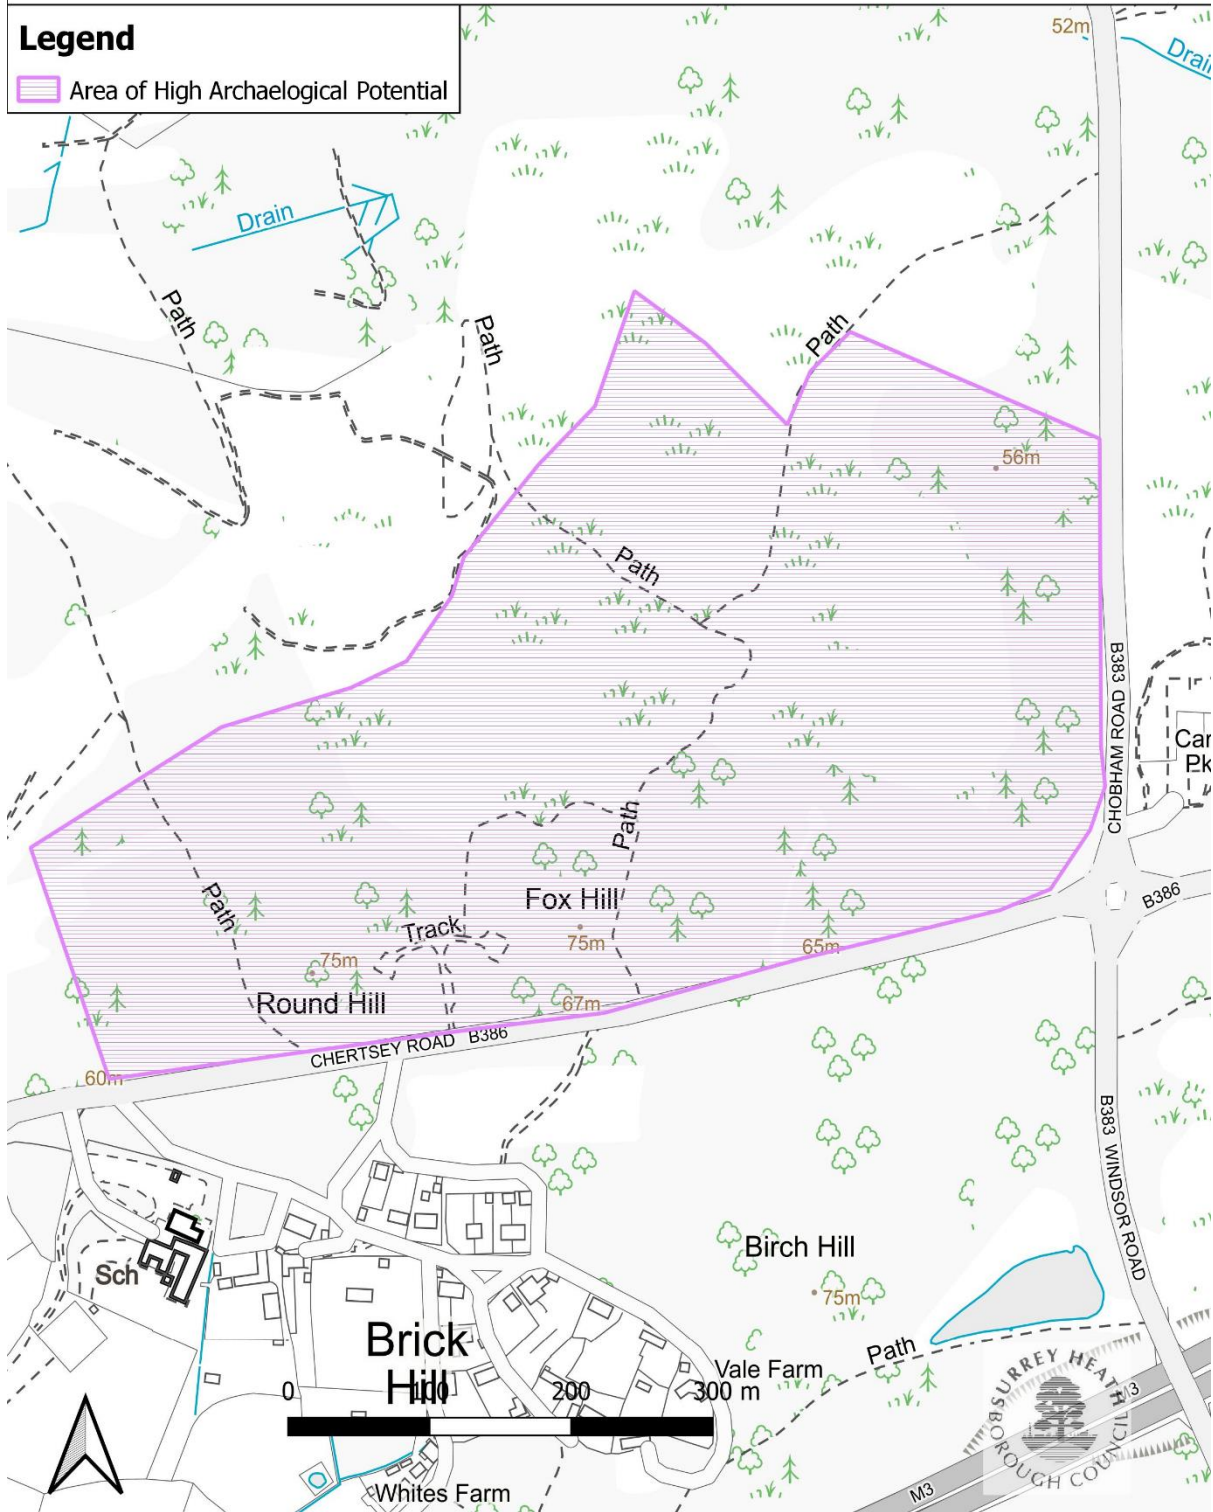 Legend
Area of High Archaelogical Potential
52m
Drain
Drain
Path
Path
Path
56m
Path
B383
CHOBHAM ROAD
Car
Pk
Path
Path
Fox Hill
Track
75m
75m
65m
B386
Round Hill
67m
CHERTSEY ROAD B386
60m
B383 WINDSOR ROAD
Sch
Birch Hill
75m
Brick
Hill
Path
Vale Farm
0 100 200 300 m
SURREY HEATH
BOROUGH COUNCIL
M3
M3
Whites Farm